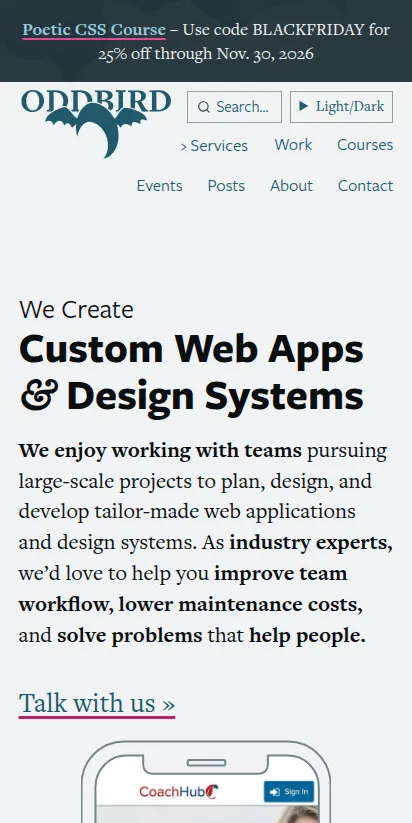 Poetic CSS Course – Use code BLACKFRIDAY for
25% off through Nov. 30, 2026
ODDBIRD
Search…
Light/Dark
› Services
Work
Courses
Events
Posts
About
Contact
We Create
Custom Web Apps
& Design Systems
We enjoy working with teams pursuing
large-scale projects to plan, design, and
develop tailor-made web applications
and design systems. As industry experts,
we’d love to help you improve team
workflow, lower maintenance costs,
and solve problems that help people.
Talk with us »
CoachHub
Sign In